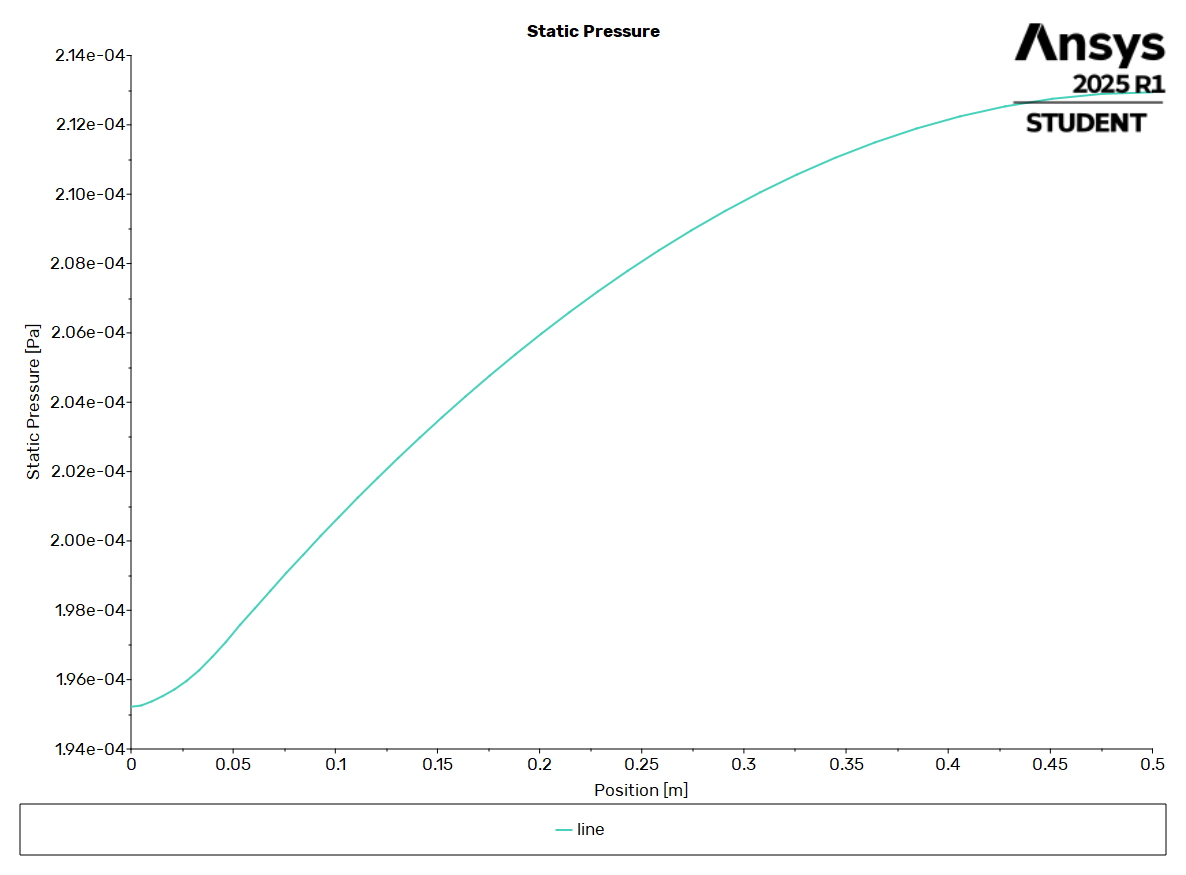 Static Pressure
Ansys
2025 R1
STUDENT
2.14e-04
2.12e-04
2.10e-04
2.08e-04
2.06e-04
2.04e-04
2.02e-04
2.00e-04
1.98e-04
1.96e-04
1.94e-04
Static Pressure [Pa]
0 0.05 0.1 0.15 0.2 0.25 0.3 0.35 0.4 0.45 0.5
Position [m]
line